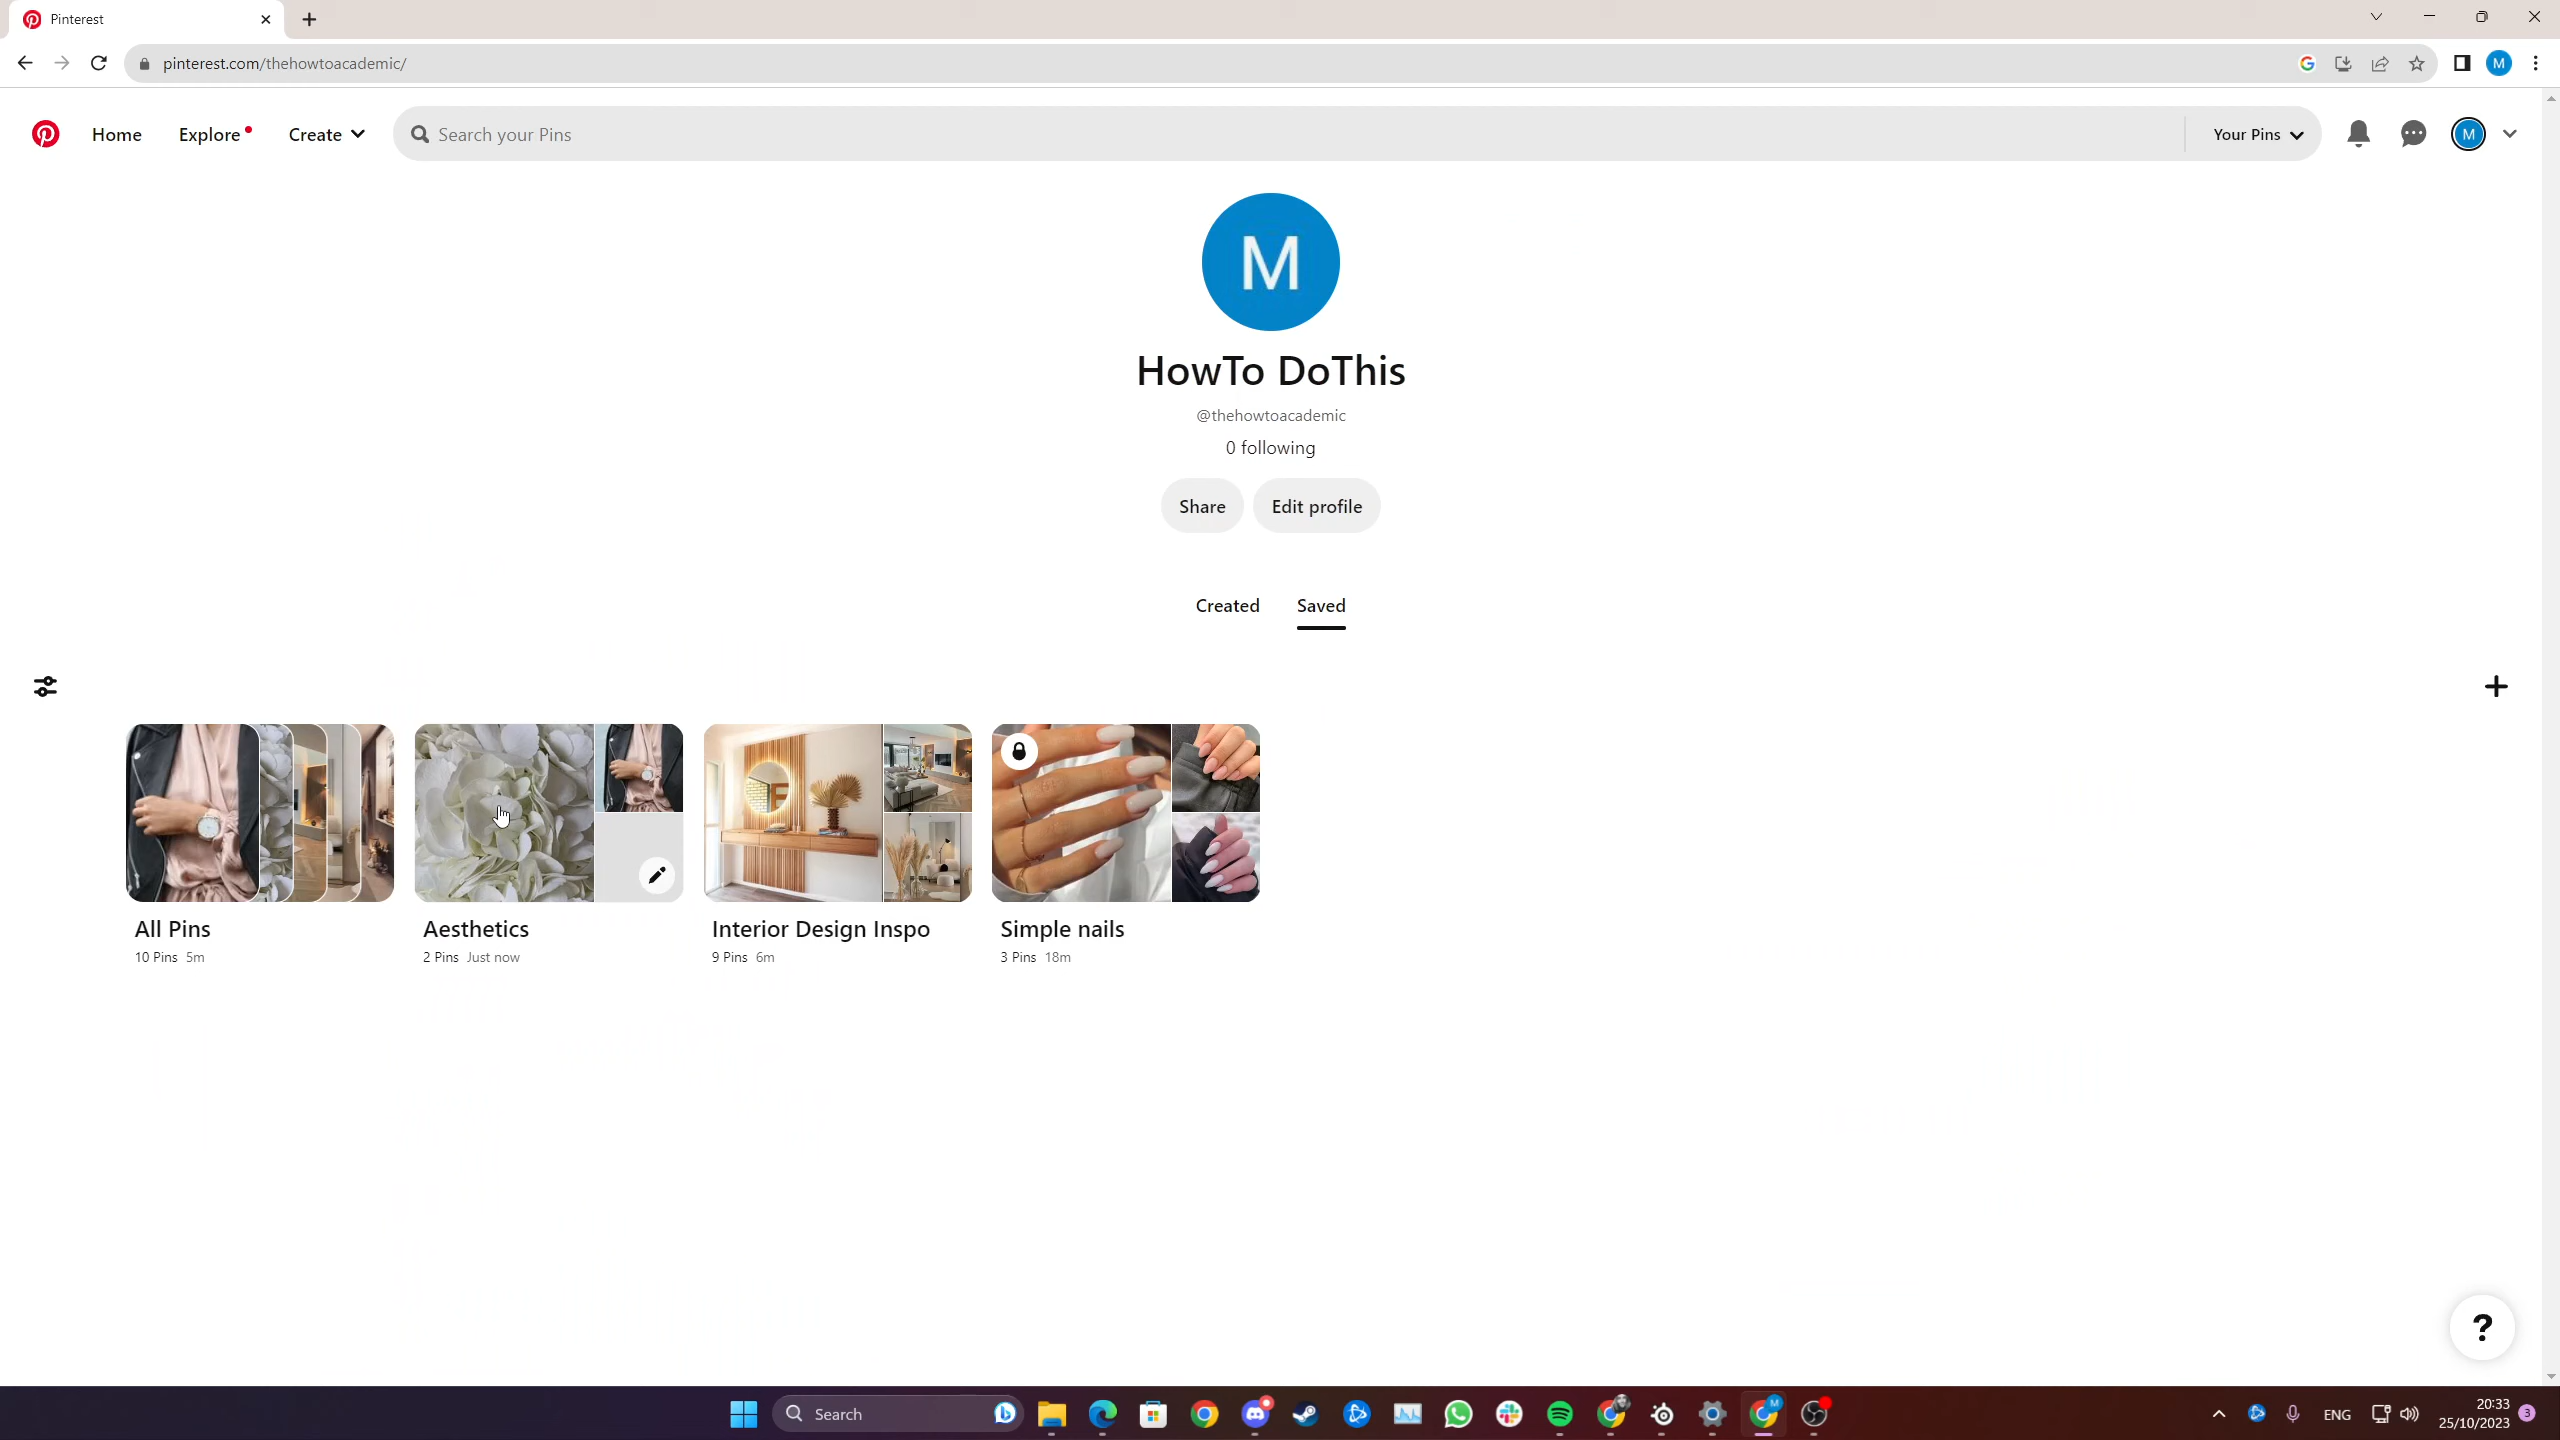 Pinterest
pinterest.com/thehowtoacademic/
M
Home
Explore
Create
Search your Pins
Your Pins
M
M
HowTo DoThis
@thehowtoacademic
0 following
Share
Edit profile
Created
Saved
All Pins
10 Pins 5m
Aesthetics
2 Pins Just now
Interior Design Inspo
9 Pins 6m
Simple nails
3 Pins 18m
?
Search
M
ENG
20:33
25/10/2023
3